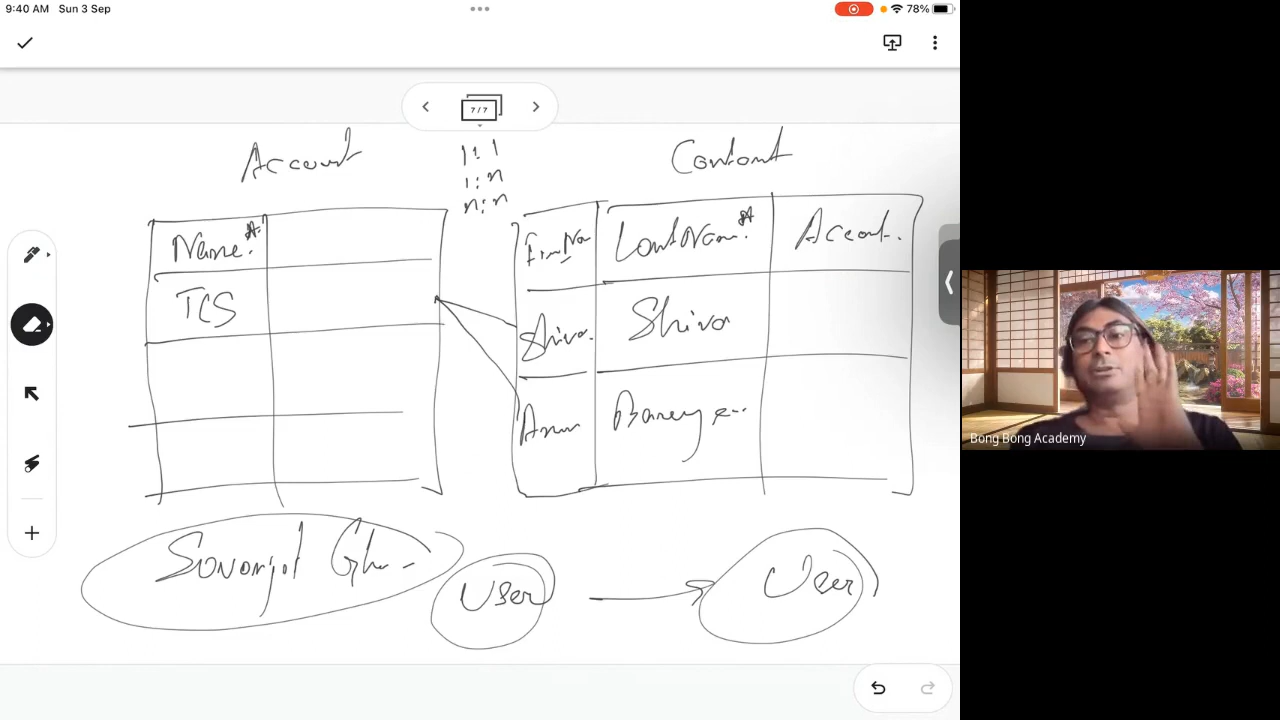 9:40 AM Sun 3 Sep
78%
7 / 7
Account
1:1
1:n
n:n
Contact
Name*
TCS
LastName*
Account.
Shiva.
Shiva
User
User
Bong Bong Academy